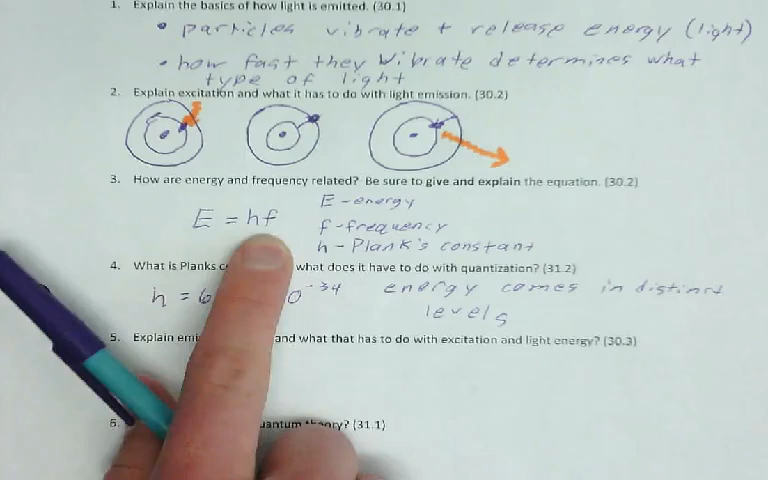 1. Explain the basics of how light is emitted. (30.1)
• particles vibrate + release energy (light)
• how fast they vibrate determines what
type of light
2. Explain excitation and what it has to do with light emission. (30.2)
3. How are energy and frequency related? Be sure to give and explain the equation. (30.2)
E - energy
E = hf
f - frequency
h - Plank's constant
4. What is Planks what does it have to do with quantization? (31.2)
h = 6 0⁻³⁴ energy comes in distinct
levels
5. Explain and what that has to do with excitation and light energy? (30.3)
6. theory? (31.1)